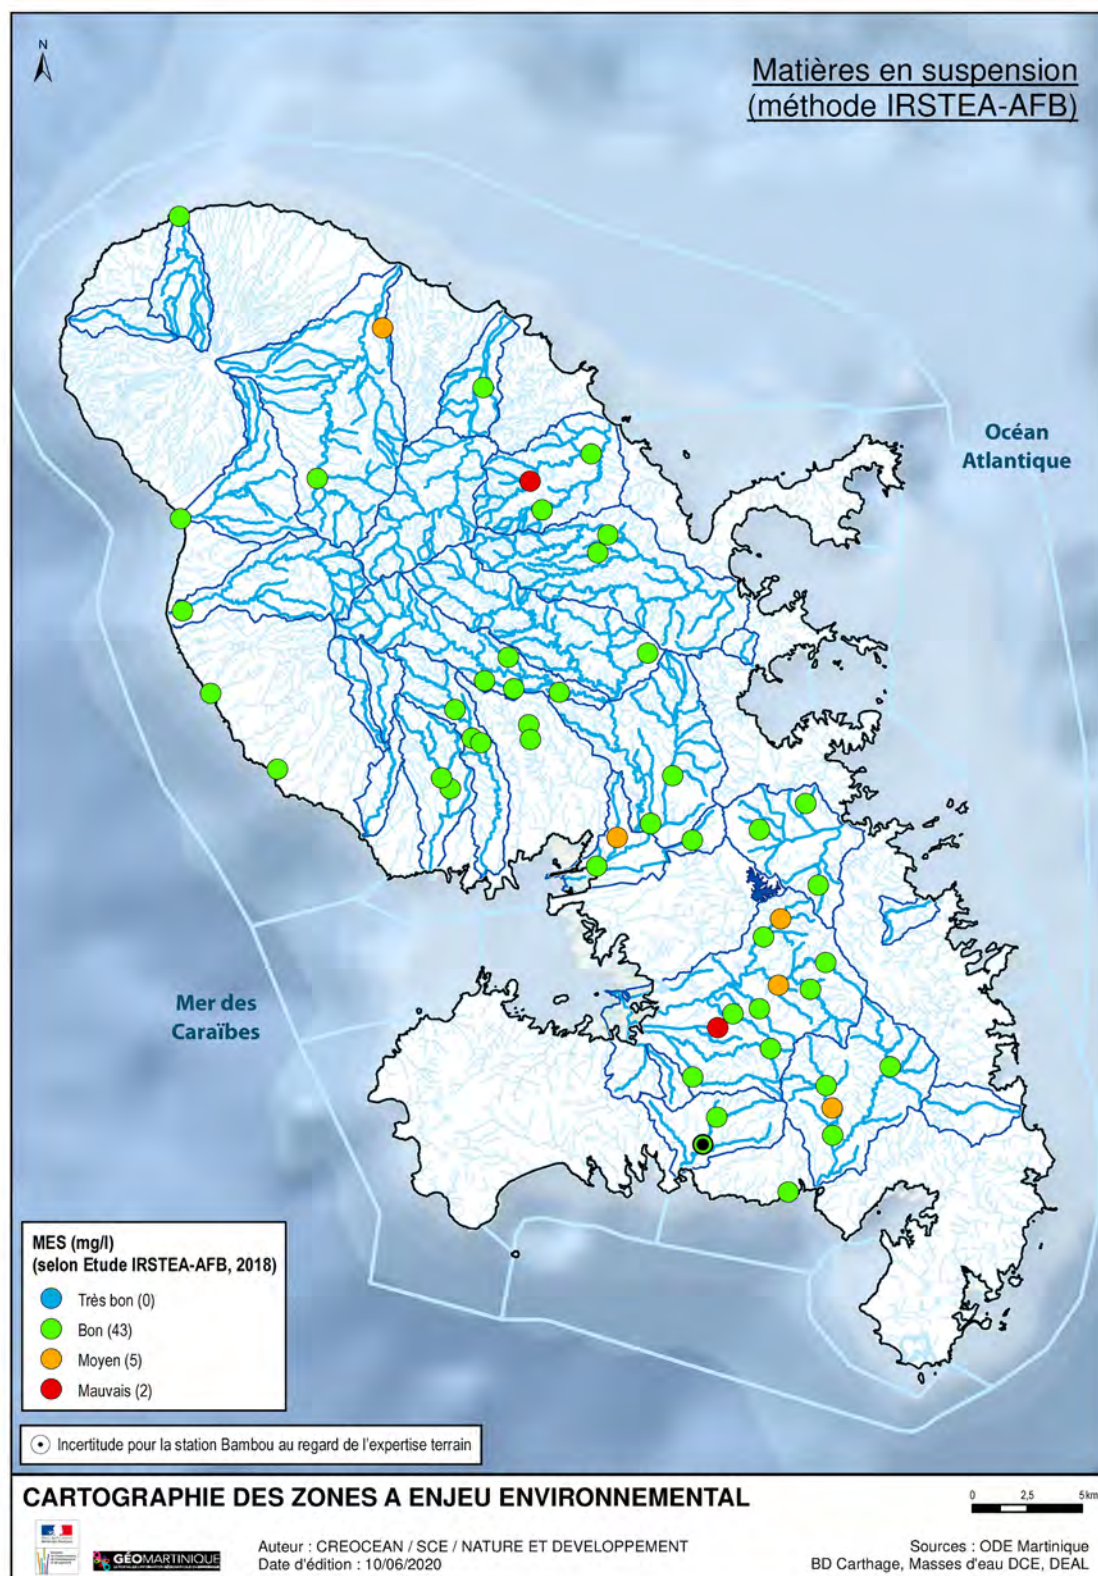 N
Matières en suspension
(méthode IRSTEA-AFB)
Océan
Atlantique
Mer des
Caraïbes
MES (mg/l)
(selon Etude IRSTEA-AFB, 2018)
Très bon (0)
Bon (43)
Moyen (5)
Mauvais (2)
Incertitude pour la station Bambou au regard de l'expertise terrain
CARTOGRAPHIE DES ZONES A ENJEU ENVIRONNEMENTAL
0 2,5 5 km
GÉOMARTINIQUE
Auteur : CREOCEAN / SCE / NATURE ET DEVELOPPEMENT
Date d'édition : 10/06/2020
Sources : ODE Martinique
BD Carthage, Masses d'eau DCE, DEAL